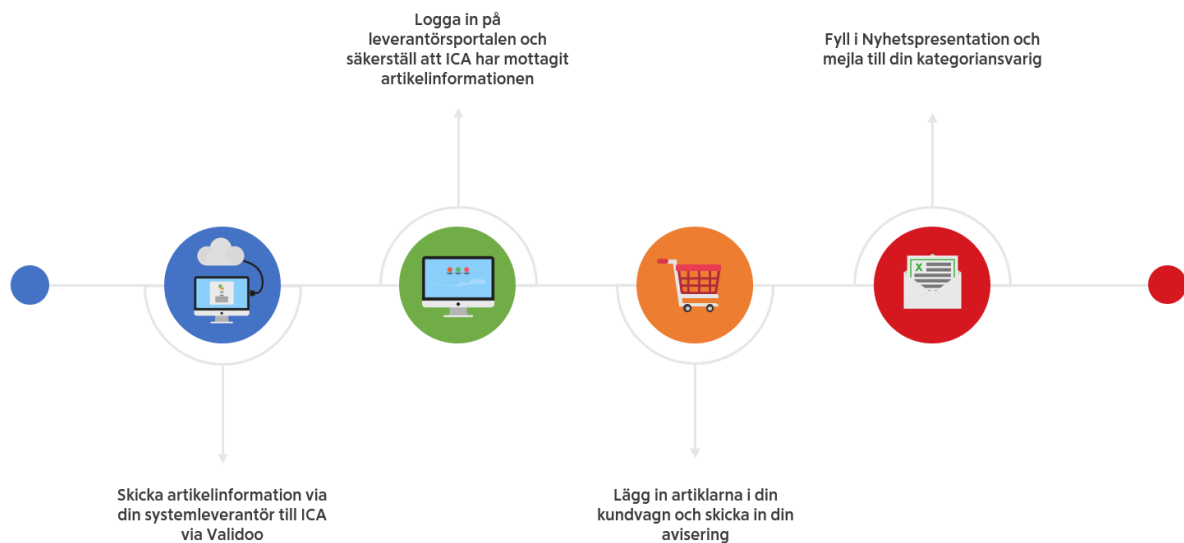 Logga in på
leverantörsportalen och
säkerställ att ICA har mottagit
artikelinformationen
Fyll i Nyhetspresentation och
mejla till din kategoriansvarig
X
Skicka artikelinformation via
din systemleverantör till ICA
via Validoo
Lägg in artiklarna i din
kundvagn och skicka in din
avisering